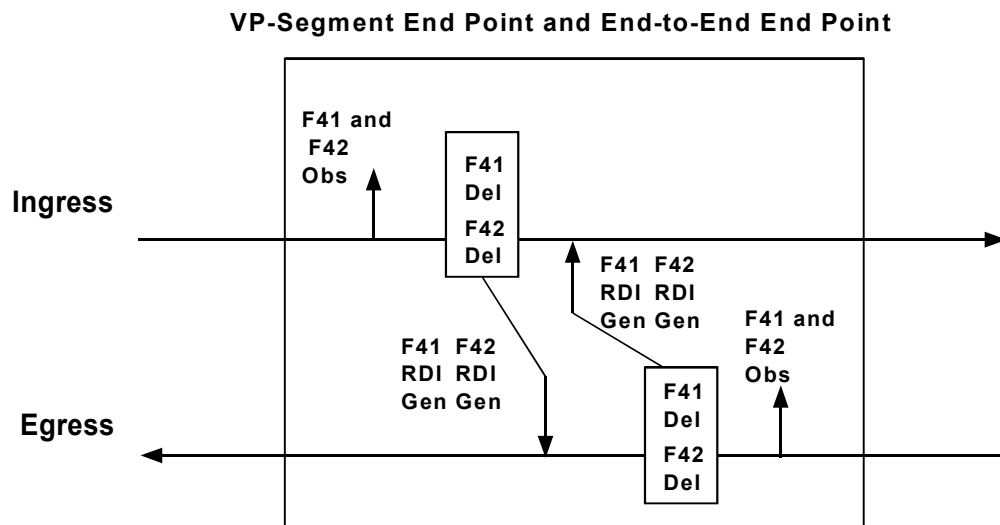 VP-Segment End Point and End-to-End End Point
F41 and
F42
Obs
F41
Del
F42
Del
Ingress
F41 F42
RDI RDI
Gen Gen
F41 and
F42
Obs
F41 F42
RDI RDI
Gen Gen
F41
Del
F42
Del
Egress